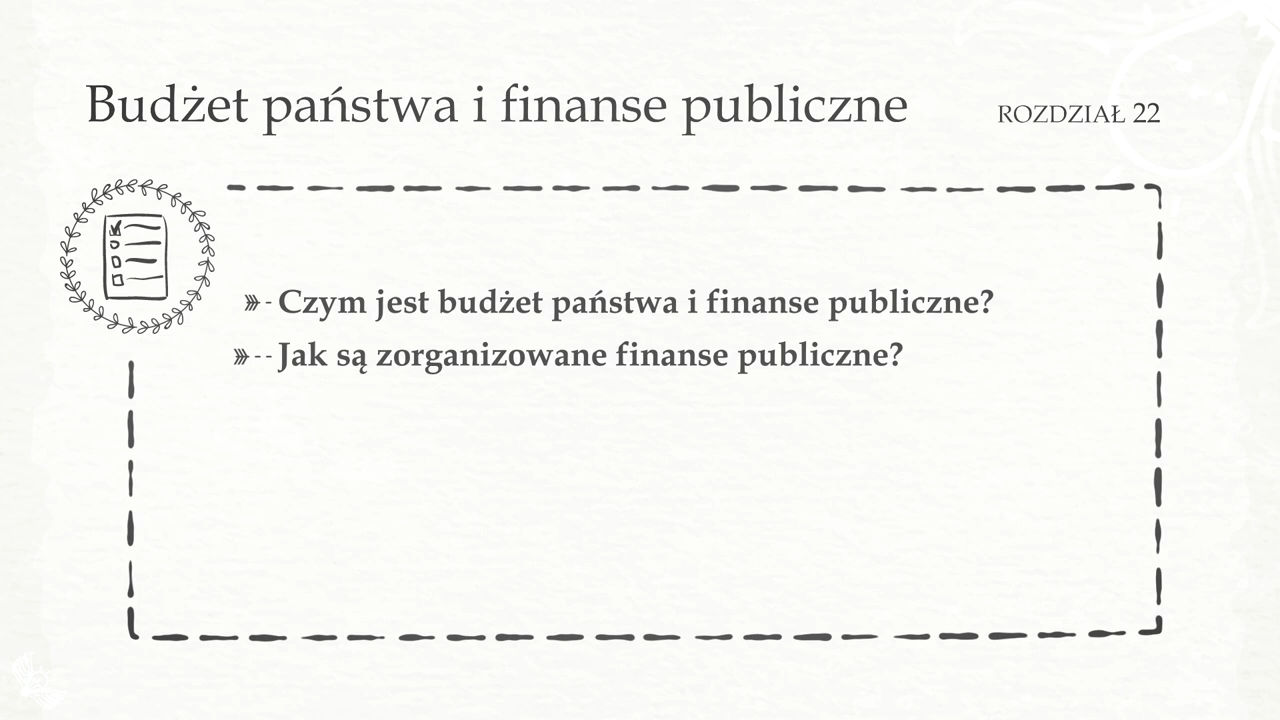 Budżet państwa i finanse publiczne
ROZDZIAŁ 22
Czym jest budżet państwa i finanse publiczne?
Jak są zorganizowane finanse publiczne?